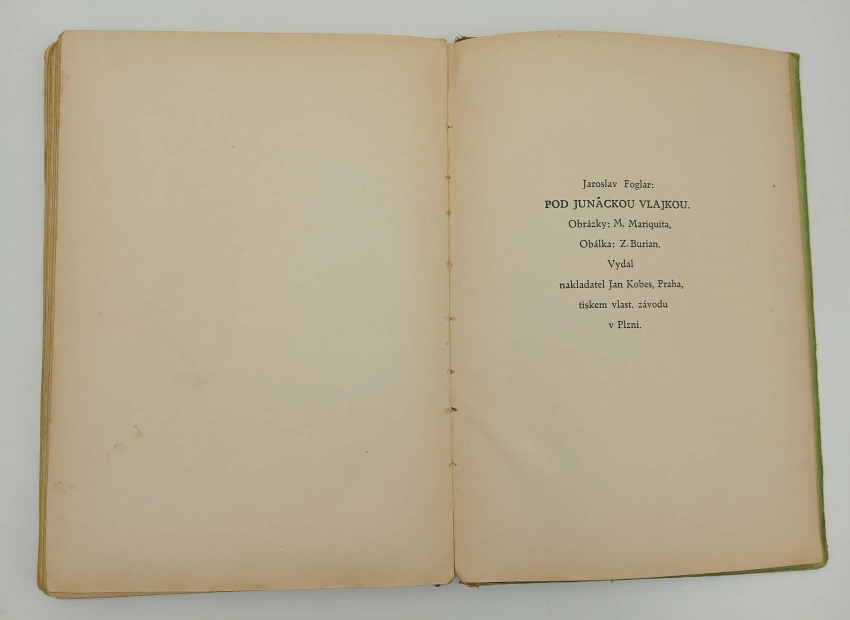 Jaroslav Foglar:
POD JUNÁCKOU VLAJKOU.
Obrázky: M. Mariquita,
Obálka: Z. Burian.
Vydal
nakladatel Jan Kobes, Praha,
tiskem vlast. závodu
v Plzni.